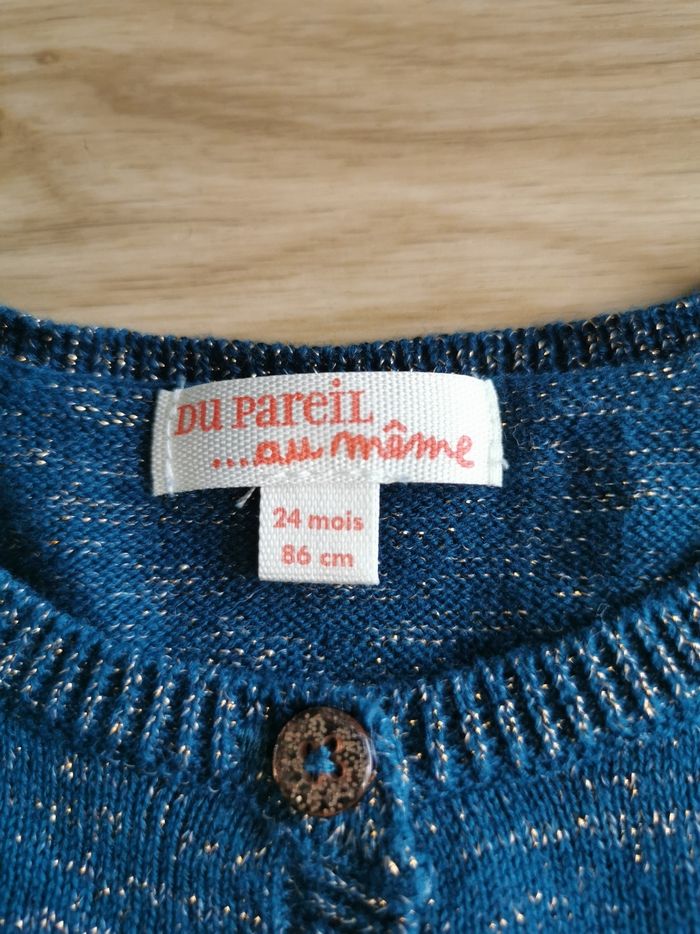 DU PAREIL
...au même
24 mois
86 cm